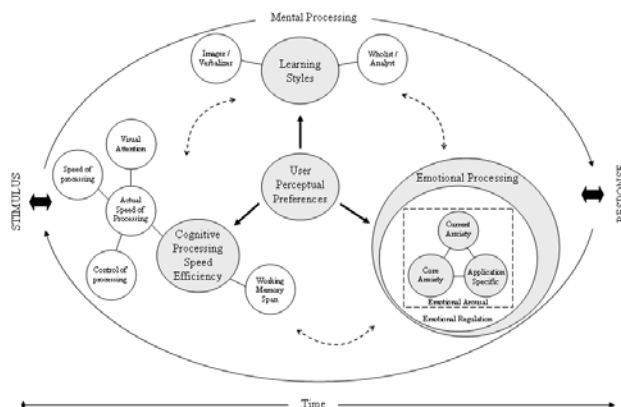 Mental Processing
Images /
Verbalizer
Learning
Styles
Wholist /
Analyst
Visual
Attention
Speed of
processing
Actual
Speed of
Processing
Control of
processing
User
Perceptual
Preferences
Cognitive
Processing
Speed
Efficiency
Working
Memory
Span
Emotional Processing
Current
Anxiety
Core
Anxiety
Application
Specific
Emotional Arousal
Emotional Regulation
STIMULUS
RESPONSE
Time